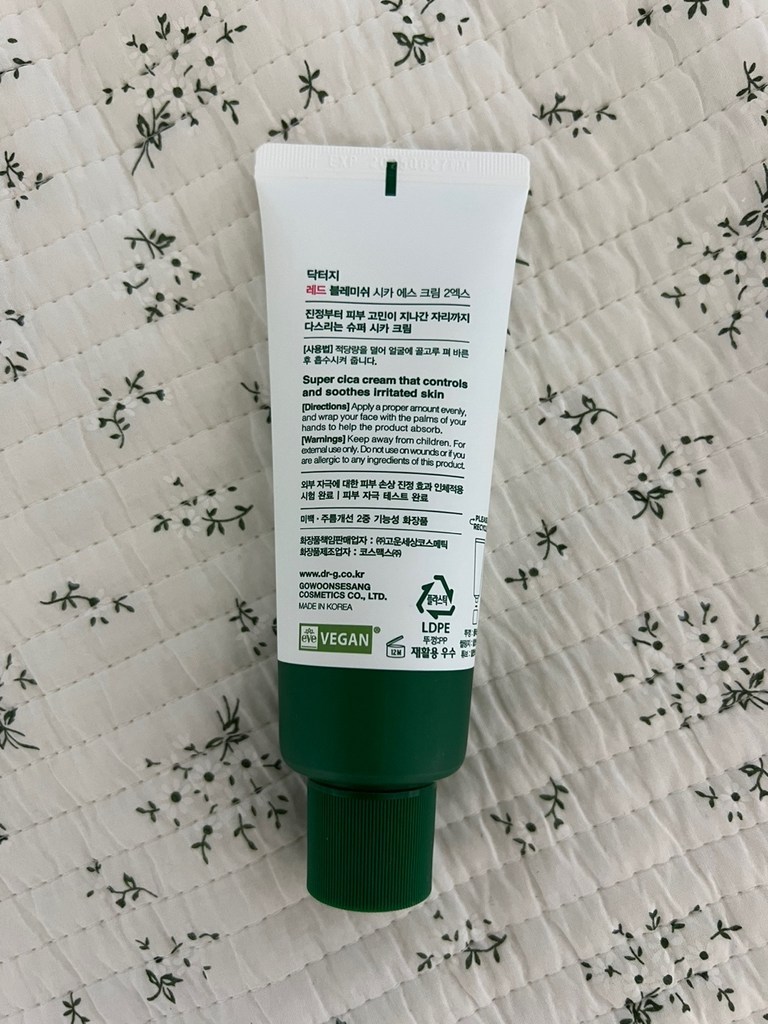 닥터지
레드 블레미쉬 시카 에스 크림 2엑스
진정부터 피부 고민이 지나간 자리까지
다스리는 슈퍼 시카 크림
[사용법] 적당량을 덜어 얼굴에 골고루 펴 바른
후 흡수시켜 줍니다.
Super cica cream that controls
and soothes irritated skin
[Directions] Apply a proper amount evenly,
and wrap your face with the palms of your
hands to help the product absorb.
[Warnings] Keep away from children. For
external use only. Do not use on wounds or if you
are allergic to any ingredients of this product.
외부 자극에 대한 피부 손상 진정 효과 인체적용
시험 완료 | 피부 자극 테스트 완료
미백·주름개선 2중 기능성 화장품
화장품책임판매업자 : ㈜고운세상코스메틱
화장품제조업자 : 코스맥스㈜
www.dr-g.co.kr
GOWOONSESANG
COSMETICS CO., LTD.
MADE IN KOREA
eve VEGAN®
12M
플라스틱
LDPE
뚜껑:PP
재활용 우수
PLEASE
RECYCL